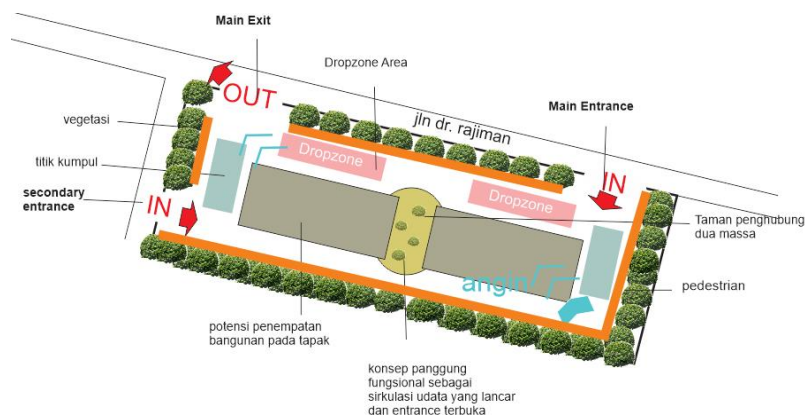 Main Exit
Dropzone Area
OUT
jln dr. rajiman
Main Entrance
vegetasi
titik kumpul
secondary
entrance
IN
Dropzone
Dropzone
IN
Taman penghubung
dua massa
angin
pedestrian
potensi penempatan
bangunan pada tapak
konsep panggung
fungsional sebagai
sirkulasi udata yang lancar
dan entrance terbuka